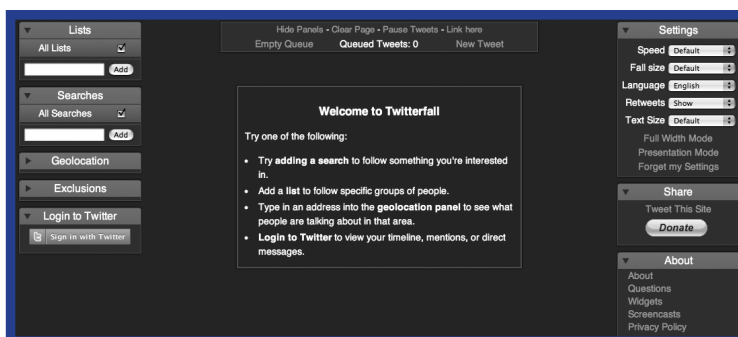 Lists
All Lists
Add
Searches
All Searches
Add
Geolocation
Exclusions
Login to Twitter
Sign in with Twitter
Hide Panels - Clear Page - Pause Tweets - Link here
Empty Queue Queued Tweets: 0 New Tweet
Welcome to Twitterfall
Try one of the following:
• Try adding a search to follow something you're interested
in.
• Add a list to follow specific groups of people.
• Type in an address into the geolocation panel to see what
people are talking about in that area.
• Login to Twitter to view your timeline, mentions, or direct
messages.
Settings
Speed Default
Fall size Default
Language English
Retweets Show
Text Size Default
Full Width Mode
Presentation Mode
Forget my Settings
Share
Tweet This Site
Donate
About
About
Questions
Widgets
Screencasts
Privacy Policy